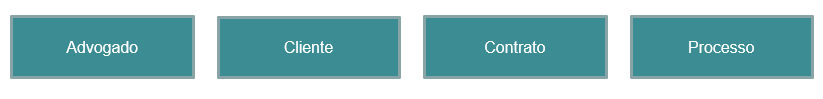 Advogado
Cliente
Contrato
Processo